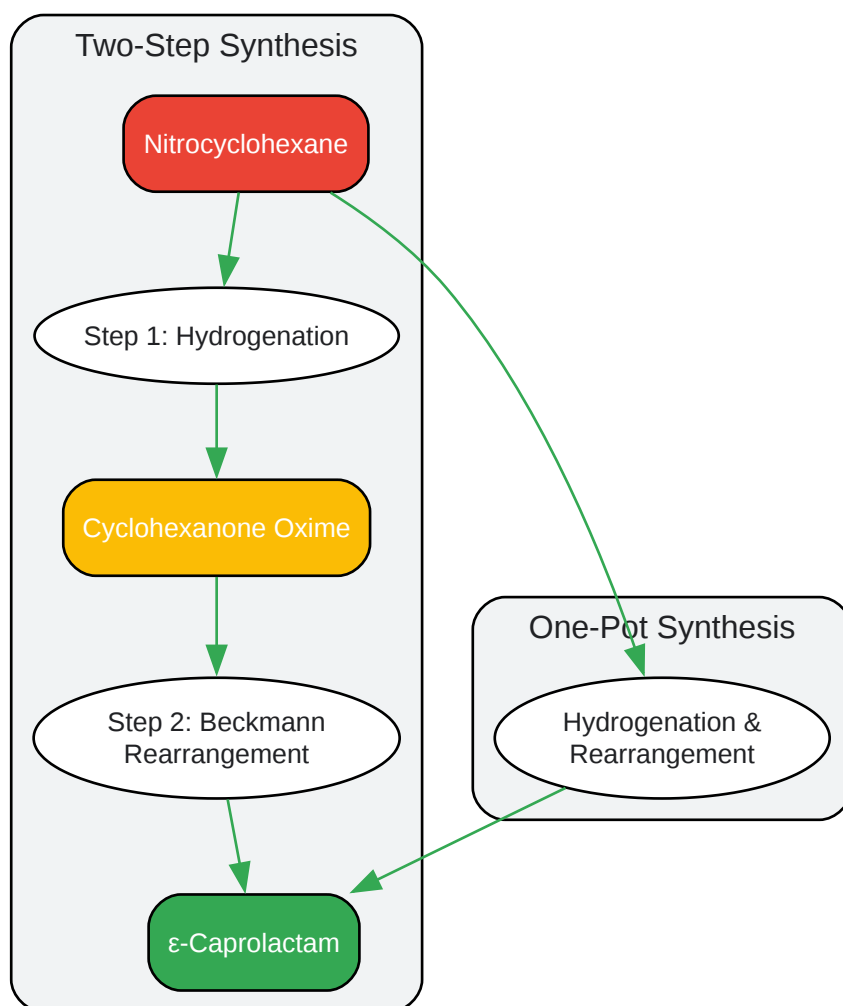 Two-Step Synthesis
Nitrocyclohexane
Step 1: Hydrogenation
Cyclohexanone Oxime
Step 2: Beckmann
Rearrangement
ε-Caprolactam
One-Pot Synthesis
Hydrogenation &
Rearrangement